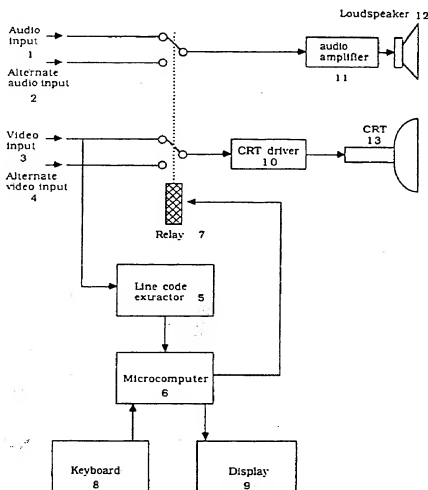 Loudspeaker 12
Audio
input
1
audio
amplifier
11
Alternate
audio input
2
CRT
13
Video
input
3
CRT driver
10
Alternate
video input
4
Relay 7
Line code
extractor 5
Microcomputer
6
Keyboard
8
Display
9